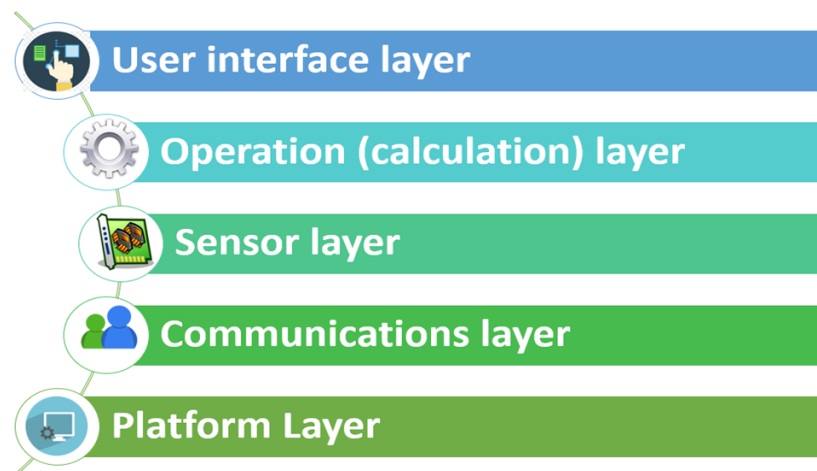 User interface layer
Operation (calculation) layer
Sensor layer
Communications layer
Platform Layer